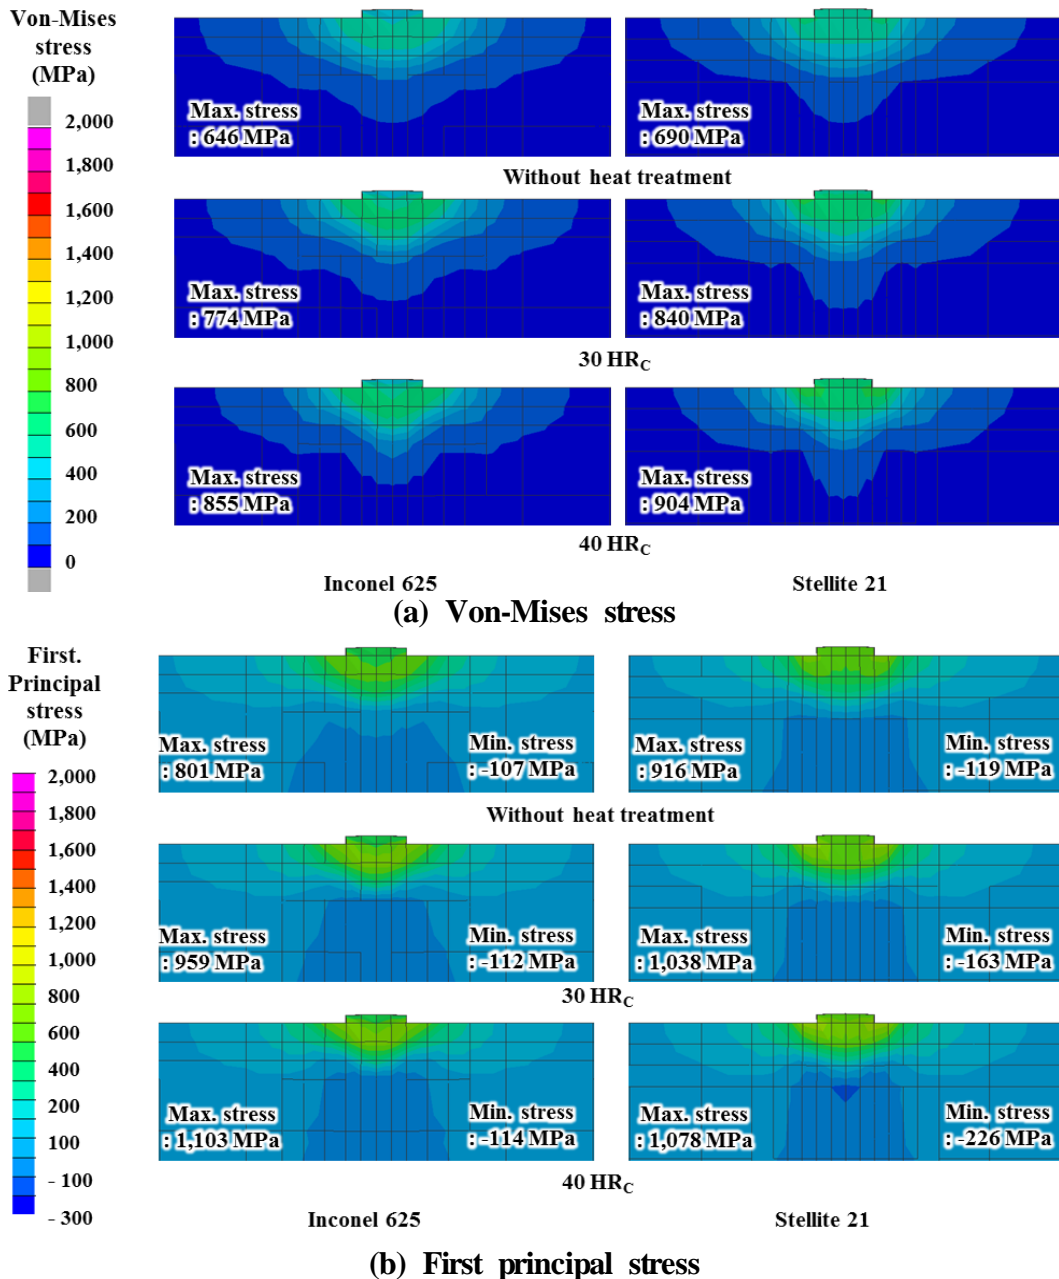 Von-Mises
stress
(MPa)
2,000
1,800
1,600
1,400
1,200
1,000
800
600
400
200
0
Max. stress
: 646 MPa
Max. stress
: 690 MPa
Without heat treatment
Max. stress
: 774 MPa
Max. stress
: 840 MPa
30 HRC
Max. stress
: 855 MPa
Max. stress
: 904 MPa
40 HRC
Inconel 625
Stellite 21
(a) Von-Mises stress
First.
Principal
stress
(MPa)
2,000
1,800
1,600
1,400
1,200
1,000
800
600
400
200
100
- 100
- 300
Max. stress
: 801 MPa
Min. stress
: -107 MPa
Max. stress
: 916 MPa
Min. stress
: -119 MPa
Without heat treatment
Max. stress
: 959 MPa
Min. stress
: -112 MPa
Max. stress
: 1,038 MPa
Min. stress
: -163 MPa
30 HRC
Max. stress
: 1,103 MPa
Min. stress
: -114 MPa
Max. stress
: 1,078 MPa
Min. stress
: -226 MPa
40 HRC
Inconel 625
Stellite 21
(b) First principal stress